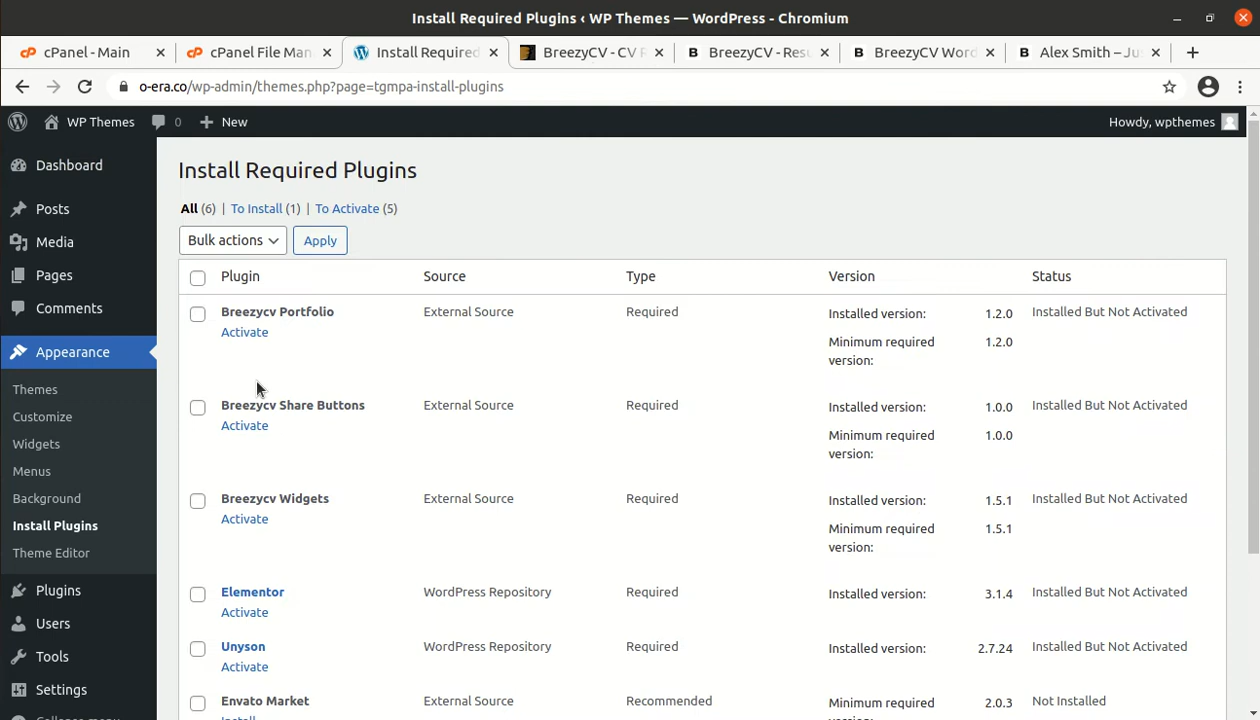 Install Required Plugins ‹ WP Themes — WordPress - Chromium
cPanel - Main
cPanel File Man
Install Required
BreezyCV - CV R
BreezyCV - Resu
BreezyCV Word
Alex Smith – Jus
o-era.co/wp-admin/themes.php?page=tgmpa-install-plugins
WP Themes 0 New Howdy, wpthemes
Dashboard
Posts
Media
Pages
Comments
Appearance
Themes
Customize
Widgets
Menus
Background
Install Plugins
Theme Editor
Plugins
Users
Tools
Settings
Collapse menu
Install Required Plugins
All (6) | To Install (1) | To Activate (5)
Bulk actions Apply
Plugin Source Type Version Status
Breezycv Portfolio External Source Required Installed version: 1.2.0 Installed But Not Activated
Activate Minimum required 1.2.0
version:
Breezycv Share Buttons External Source Required Installed version: 1.0.0 Installed But Not Activated
Activate Minimum required 1.0.0
version:
Breezycv Widgets External Source Required Installed version: 1.5.1 Installed But Not Activated
Activate Minimum required 1.5.1
version:
Elementor WordPress Repository Required Installed version: 3.1.4 Installed But Not Activated
Activate
Unyson WordPress Repository Required Installed version: 2.7.24 Installed But Not Activated
Activate
Envato Market External Source Recommended Minimum required 2.0.3 Not Installed
Install version: